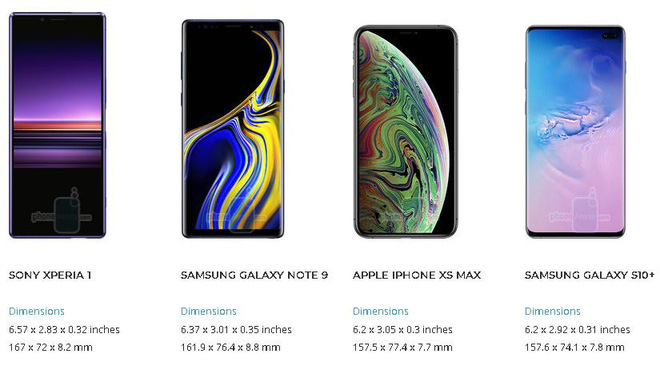 SONY XPERIA 1
Dimensions
6.57 x 2.83 x 0.32 inches
167 x 72 x 8.2 mm
SAMSUNG GALAXY NOTE 9
Dimensions
6.37 x 3.01 x 0.35 inches
161.9 x 76.4 x 8.8 mm
APPLE IPHONE XS MAX
Dimensions
6.2 x 3.05 x 0.3 inches
157.5 x 77.4 x 7.7 mm
SAMSUNG GALAXY S10+
Dimensions
6.2 x 2.92 x 0.31 inches
157.6 x 74.1 x 7.8 mm